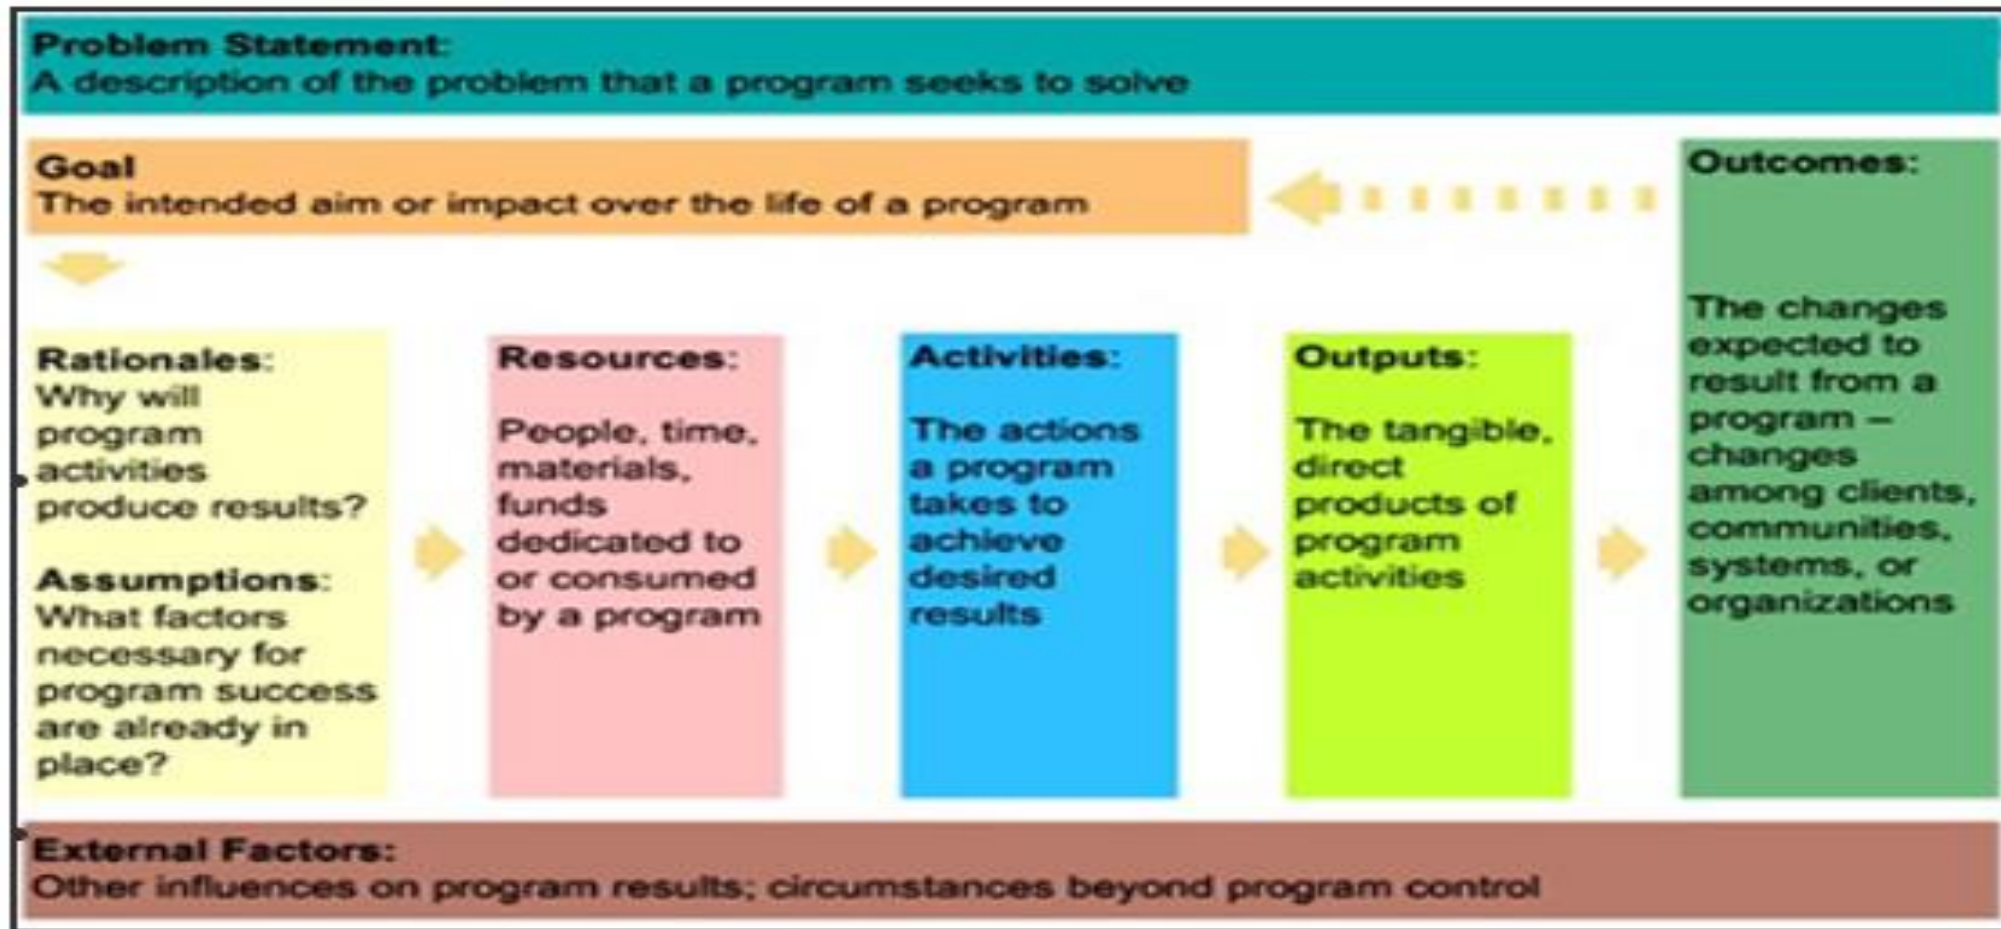 Problem Statement:
A description of the problem that a program seeks to solve
Goal
The intended aim or impact over the life of a program
Rationales:
Why will
program
activities
produce results?
Assumptions:
What factors
necessary for
program success
are already in
place?
Resources:
People, time,
materials,
funds
dedicated to
or consumed
by a program
Activities:
The actions
a program
takes to
achieve
desired
results
Outputs:
The tangible,
direct
products of
program
activities
Outcomes:
The changes
expected to
result from a
program –
changes
among clients,
communities,
systems, or
organizations
External Factors:
Other influences on program results; circumstances beyond program control